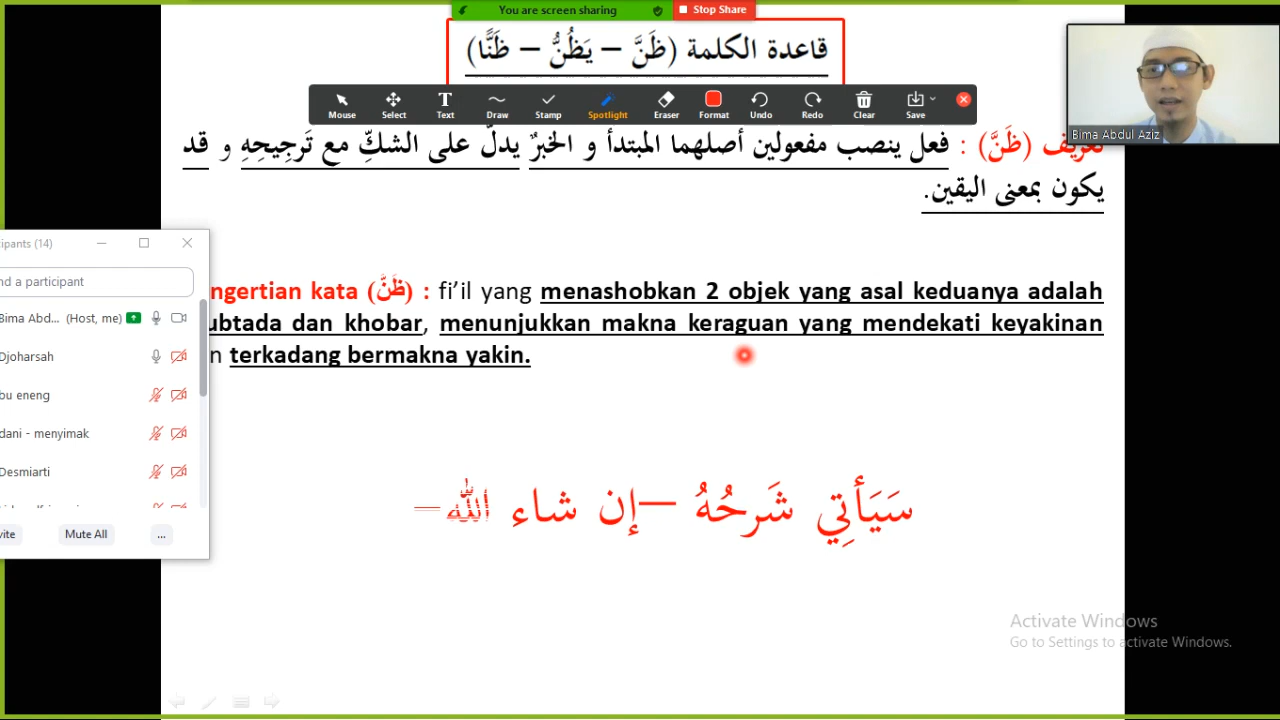 You are screen sharing
Stop Share
قاعدة الكلمة (ظَنَّ – يَظُنُّ – ظَنًّا)
Mouse
Select
Text
Draw
Stamp
Spotlight
Eraser
Format
Undo
Redo
Clear
Save
Bima Abdul Aziz
تعريف (ظَنَّ) : فعل ينصب مفعولين أصلهما المبتدأ و الخبرٌ يدلّ على الشكِّ مع تَرجِيحِهِ و قد
يكون بمعنى اليقين.
cipants (14)
nd a participant
Bima Abd... (Host, me)
Djoharsah
bu eneng
dani - menyimak
Desmiarti
vite
Mute All
...
ngertian kata (ظَنَّ) : fi’il yang menashobkan 2 objek yang asal keduanya adalah
ubtada dan khobar, menunjukkan makna keraguan yang mendekati keyakinan
n terkadang bermakna yakin.
سَيَأتِي شَرحُهُ –إن شاء الله–
Activate Windows
Go to Settings to activate Windows.